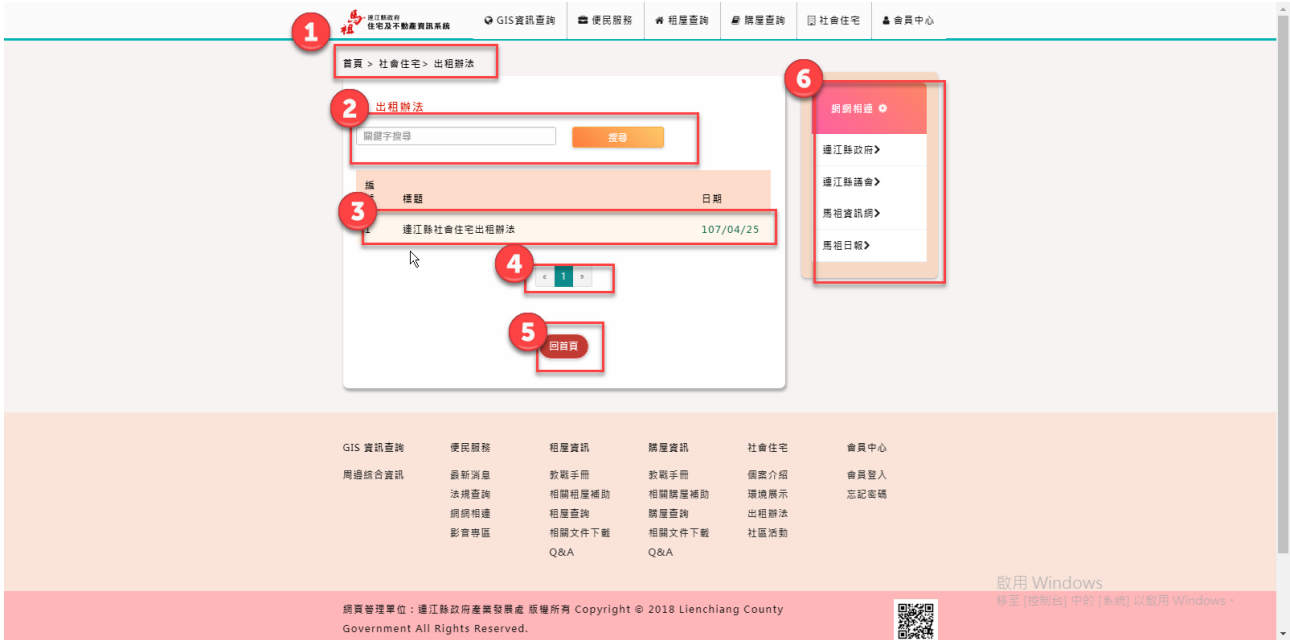 馬祖
連江縣政府
住宅及不動產資訊系統
GIS資訊查詢
便民服務
租屋查詢
購屋查詢
社會住宅
會員中心
1
首頁 > 社會住宅> 出租辦法
6
網網相連
2
出租辦法
關鍵字搜尋
搜尋
連江縣政府
連江縣議會
馬祖資訊網
馬祖日報
編
標題
日期
3
1
連江縣社會住宅出租辦法
107/04/25
4
« 1 »
5
回首頁
GIS 資訊查詢
周邊綜合資訊
便民服務
最新消息
法規查詢
網網相連
影音專區
租屋資訊
教戰手冊
相關租屋補助
租屋查詢
相關文件下載
Q&A
購屋資訊
教戰手冊
相關購屋補助
購屋查詢
相關文件下載
Q&A
社會住宅
個案介紹
環境展示
出租辦法
社區活動
會員中心
會員登入
忘記密碼
啟用 Windows
移至 [控制台] 中的 [系統] 以啟用 Windows。
網頁管理單位：連江縣政府產業發展處 版權所有 Copyright © 2018 Lienchiang County
Government All Rights Reserved.